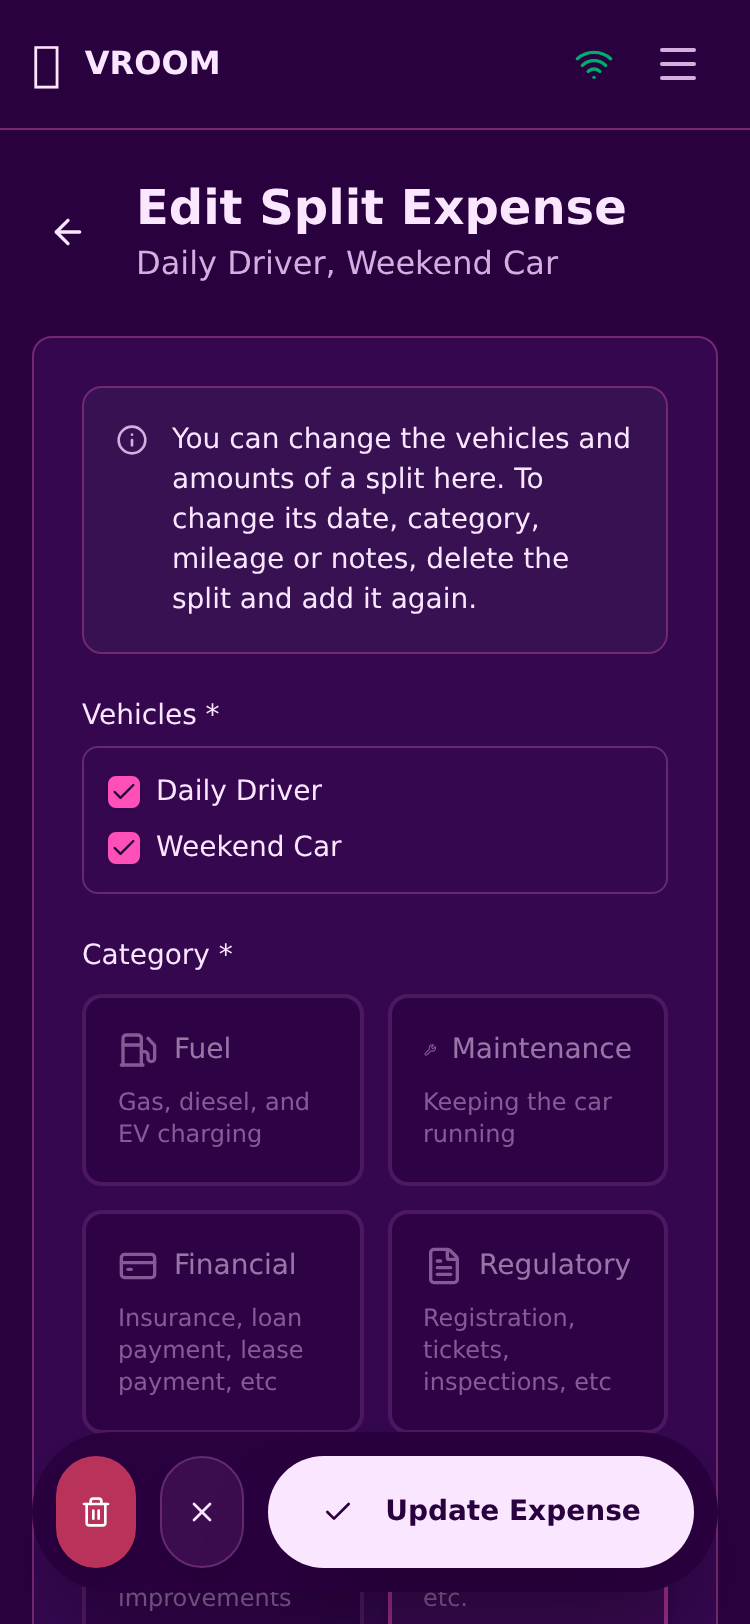 VROOM
Edit Split Expense
Daily Driver, Weekend Car
You can change the vehicles and
amounts of a split here. To
change its date, category,
mileage or notes, delete the
split and add it again.
Vehicles *
Daily Driver
Weekend Car
Category *
Fuel
Gas, diesel, and
EV charging
Maintenance
Keeping the car
running
Financial
Insurance, loan
payment, lease
payment, etc
Regulatory
Registration,
tickets,
inspections, etc
Update Expense
improvements
etc.